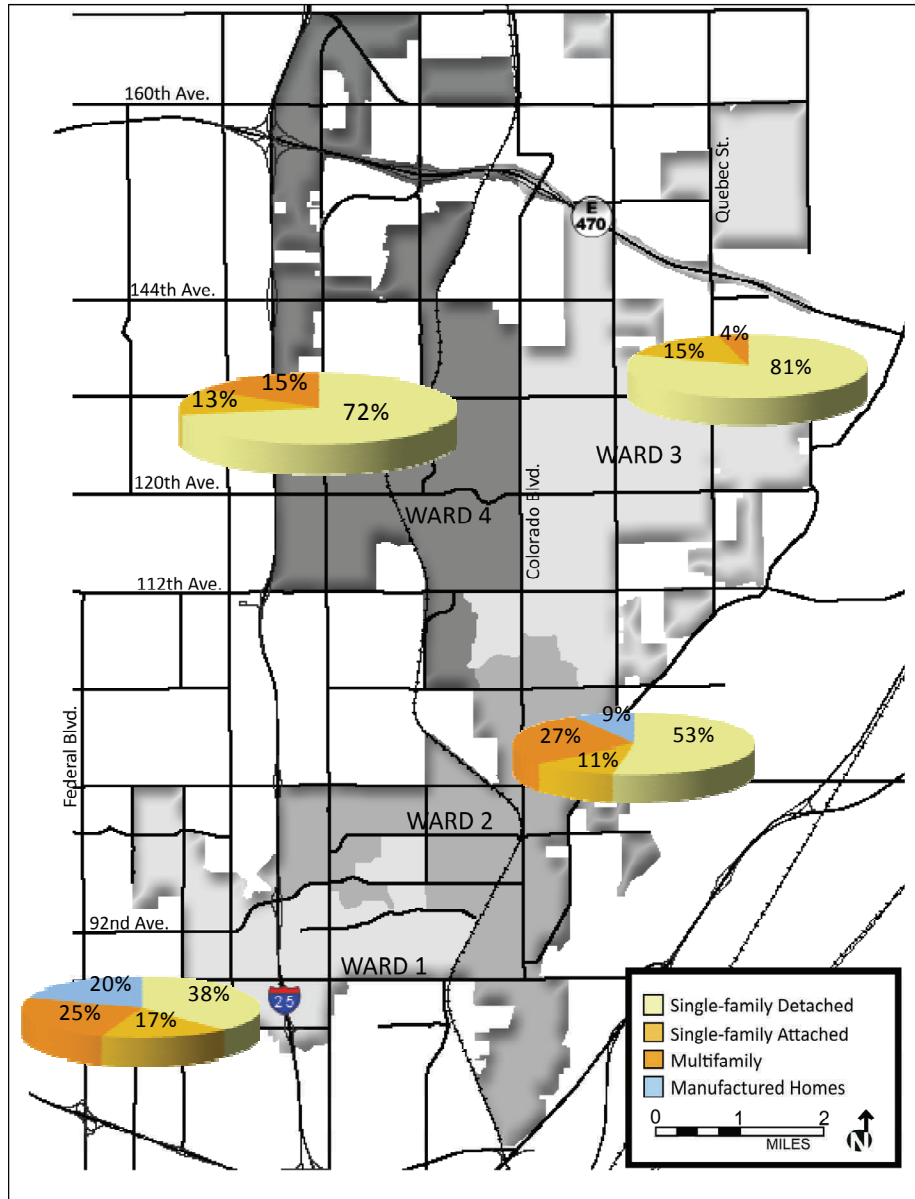 160th Ave.
Quebec St.
E
470
144th Ave.
4%
15%
81%
15%
13%
72%
WARD 3
120th Ave.
WARD 4
Colorado Blvd.
112th Ave.
9%
27%
53%
11%
Federal Blvd.
WARD 2
92nd Ave.
WARD 1
20%
38%
25%
17%
25
Single-family Detached
Single-family Attached
Multifamily
Manufactured Homes
0 1 2
MILES
N